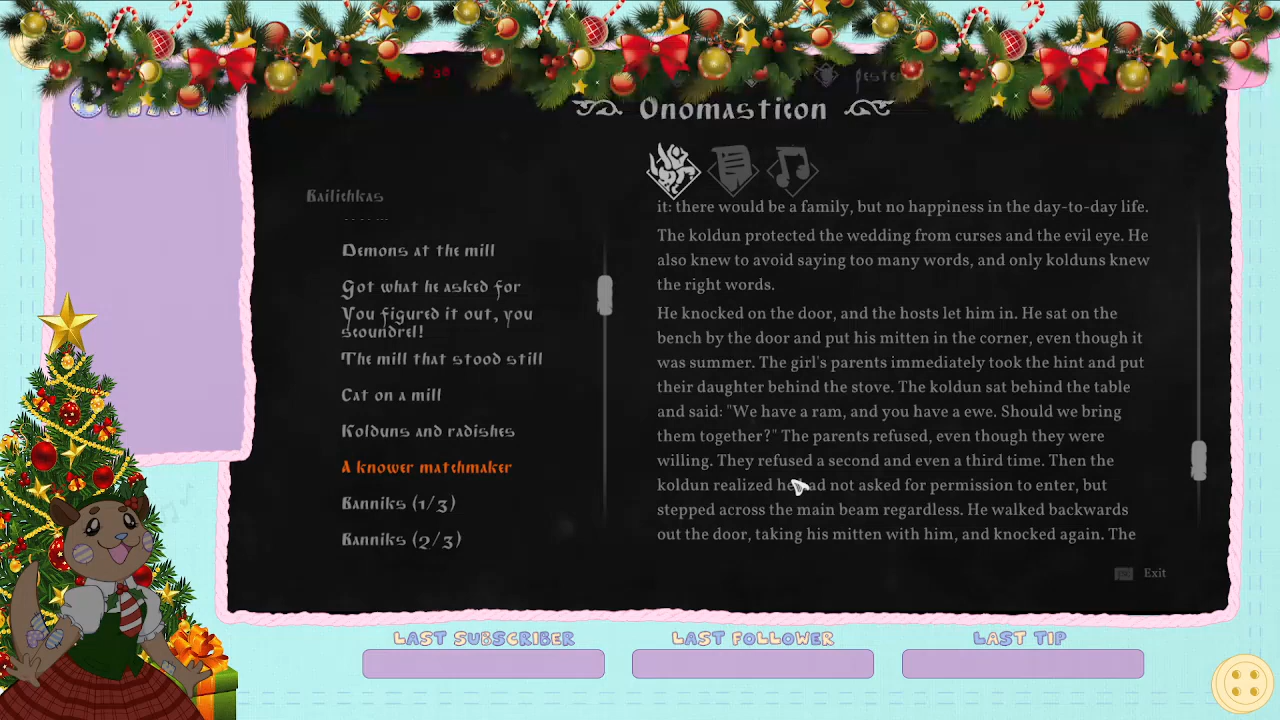 Onomasticon
Bailichkas
Demons at the mill
Got what he asked for
You figured it out, you
scoundrel!
The mill that stood still
Cat on a mill
Kolduns and radishes
A knower matchmaker
Banniks (1/3)
Banniks (2/3)
it: there would be a family, but no happiness in the day-to-day life.
The koldun protected the wedding from curses and the evil eye. He
also knew to avoid saying too many words, and only kolduns knew
the right words.
He knocked on the door, and the hosts let him in. He sat on the
bench by the door and put his mitten in the corner, even though it
was summer. The girl's parents immediately took the hint and put
their daughter behind the stove. The koldun sat behind the table
and said: "We have a ram, and you have a ewe. Should we bring
them together?" The parents refused, even though they were
willing. They refused a second and even a third time. Then the
koldun realized he had not asked for permission to enter, but
stepped across the main beam regardless. He walked backwards
out the door, taking his mitten with him, and knocked again. The
Exit
LAST SUBSCRIBER
LAST FOLLOWER
LAST TIP